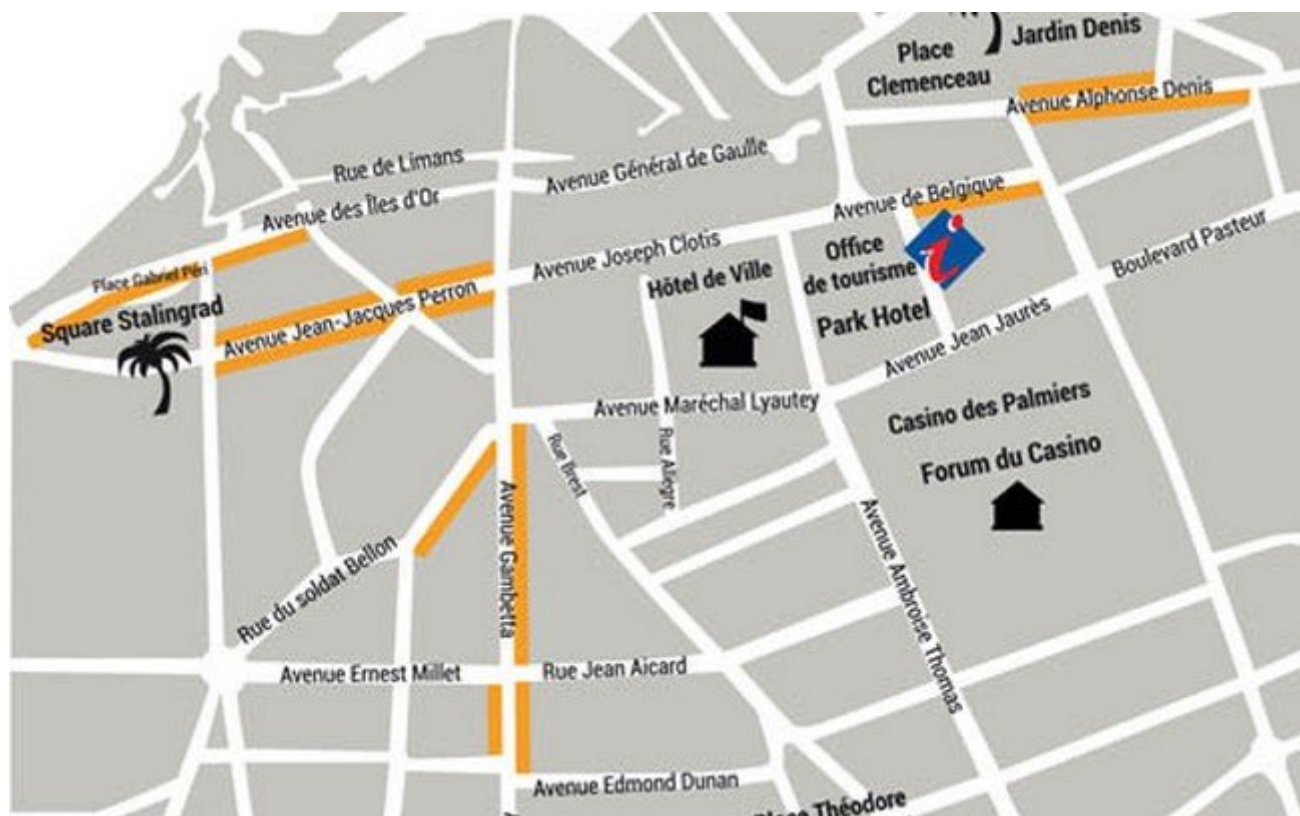 Jardin Denis
Place
Clemenceau
Avenue Alphonse Denis
Rue de Limans
Avenue Général de Gaulle
Avenue des Îles d'Or
Avenue de Belgique
Place Gabriel Péri
Avenue Joseph Clotis
Office
de tourisme
Boulevard Pasteur
Hôtel de Ville
Square Stalingrad
Avenue Jean-Jacques Perron
Park Hotel
Avenue Jean Jaurès
Avenue Maréchal Lyautey
Casino des Palmiers
Rue Brest
Rue Allègre
Forum du Casino
Avenue Gambetta
Avenue Ambroise Thomas
Rue du soldat Bellon
Avenue Ernest Millet
Rue Jean Aicard
Avenue Edmond Dunan
Place Théodore